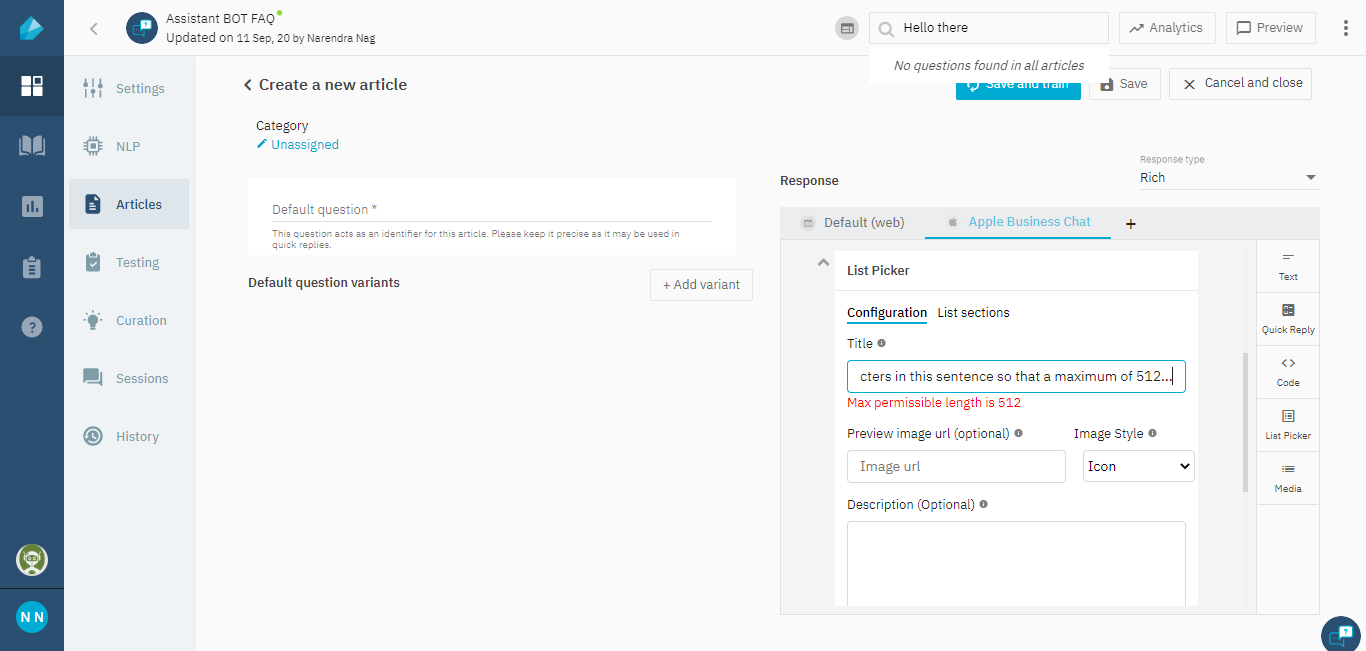 Assistant BOT FAQ
Updated on 11 Sep, 20 by Narendra Nag
Hello there
Analytics
Preview
No questions found in all articles
Settings
NLP
Articles
Testing
Curation
Sessions
History
N N
Create a new article
Save and train
Save
Cancel and close
Category
Unassigned
Default question *
This question acts as an identifier for this article. Please keep it precise as it may be used in
quick replies.
Default question variants
+ Add variant
Response
Response type
Rich
Default (web)
Apple Business Chat
+
List Picker
Configuration
List sections
Title
cters in this sentence so that a maximum of 512...
Max permissible length is 512
Preview image url (optional)
Image Style
Image url
Icon
Description (Optional)
Text
Quick Reply
Code
List Picker
Media